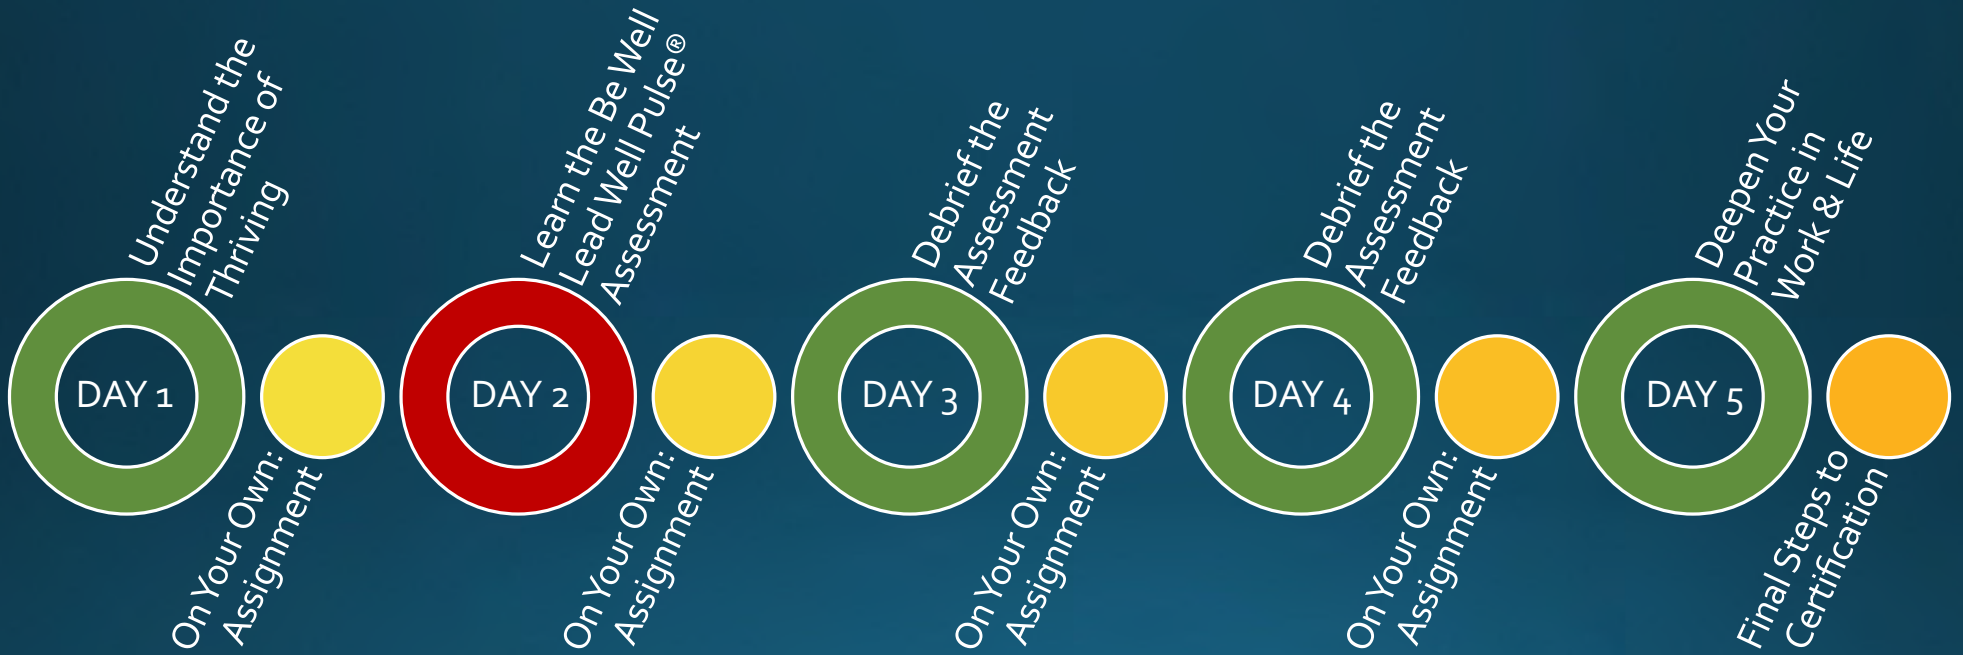 Understand the
Importance of
Thriving
DAY 1
On Your Own:
Assignment
Learn the Be Well
Lead Well Pulse®
Assessment
DAY 2
On Your Own:
Assignment
Debrief the
Assessment
Feedback
DAY 3
On Your Own:
Assignment
Debrief the
Assessment
Feedback
DAY 4
On Your Own:
Assignment
Deepen Your
Practice in
Work & Life
DAY 5
Final Steps to
Certification